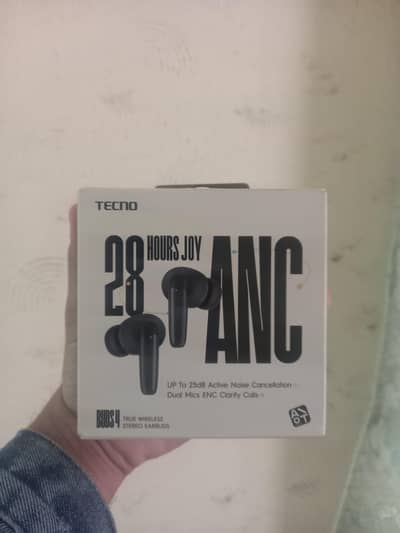 TECNO
28 HOURS JOY ANC
UP To 25dB Active Noise Cancellation
Dual Mics ENC Clarity Calls
BUDS 4 TRUE WIRELESS
STEREO EARBUDS